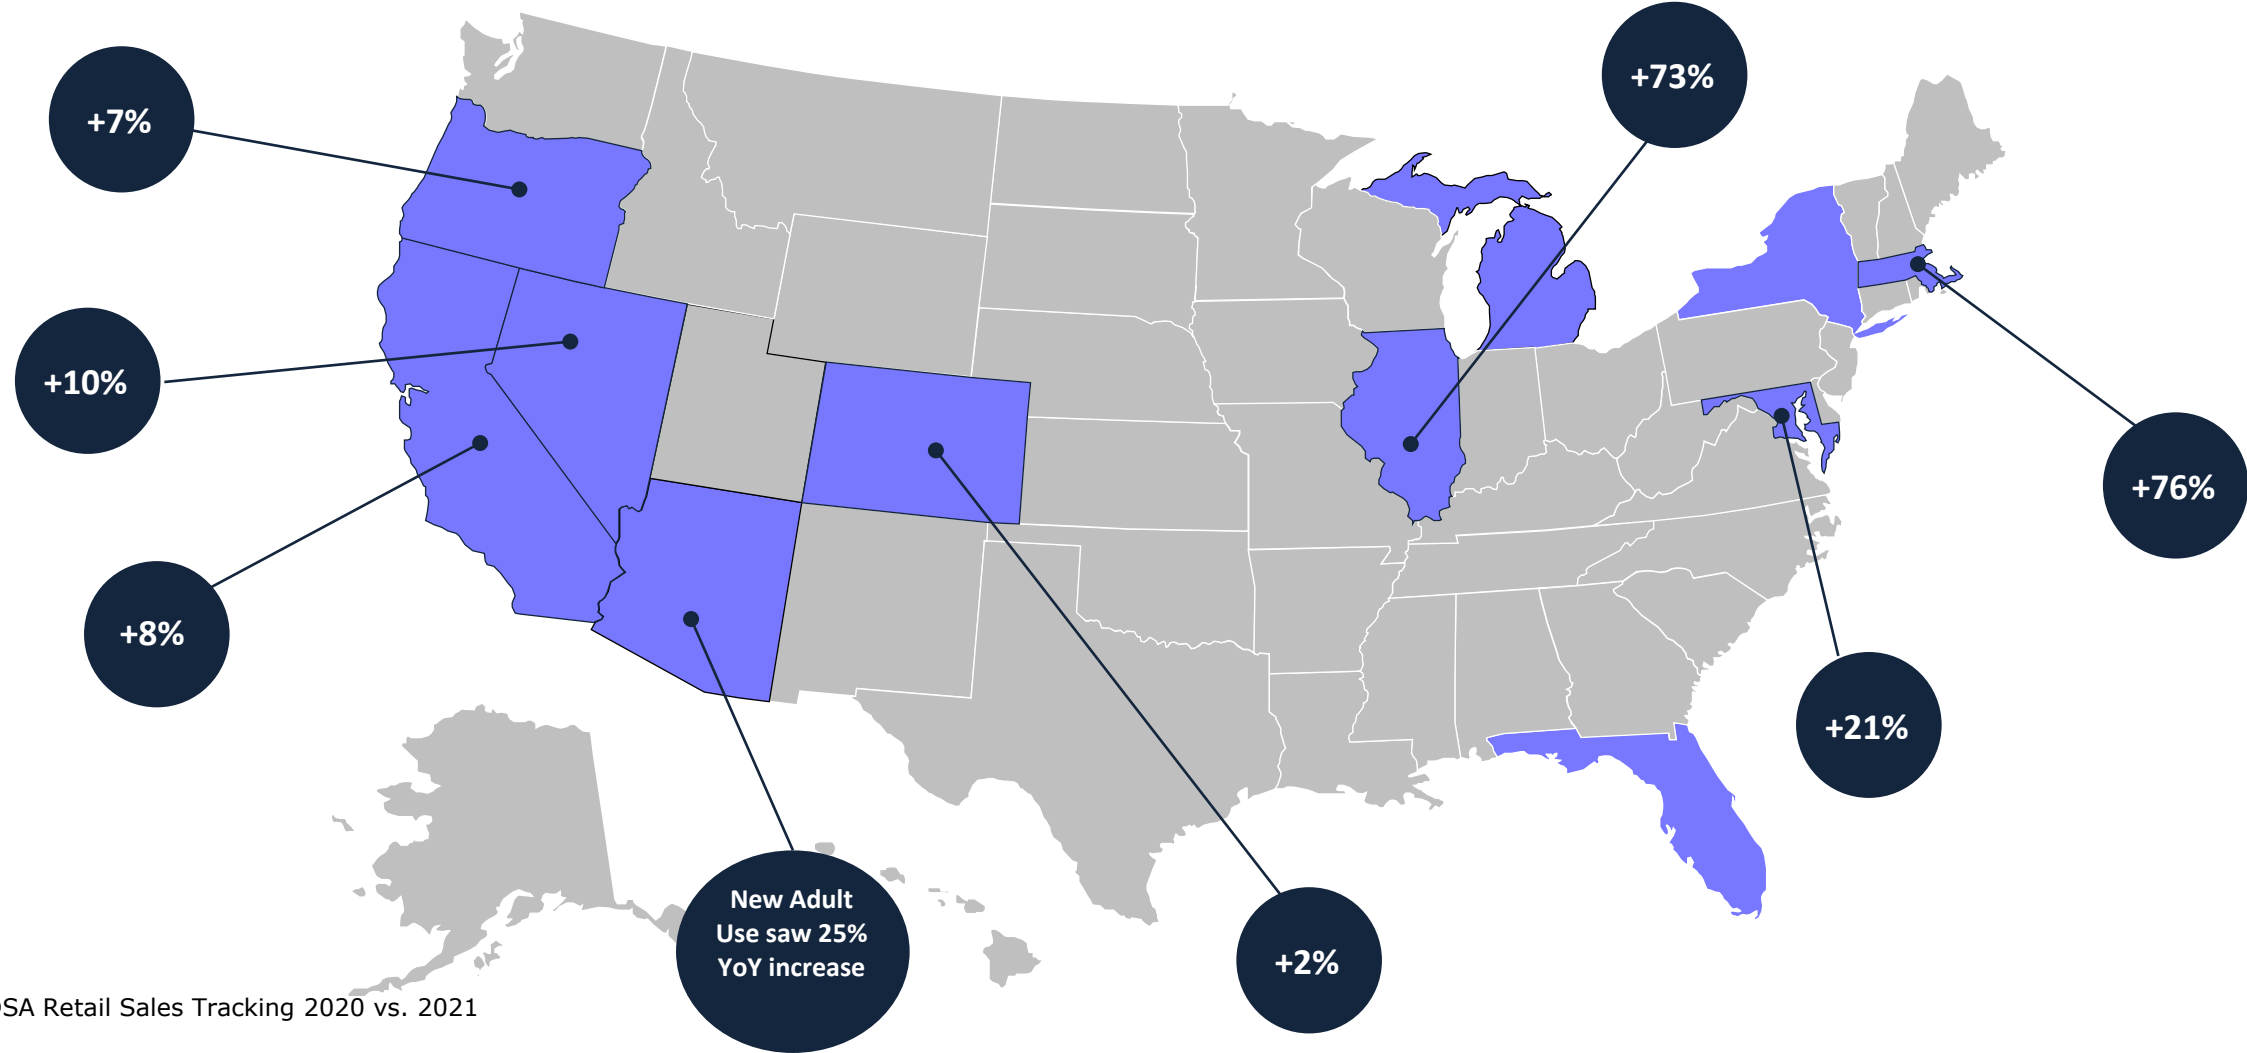 +73%
+7%
+10%
+76%
+8%
+21%
New Adult
Use saw 25%
YoY increase
+2%
SA Retail Sales Tracking 2020 vs. 2021